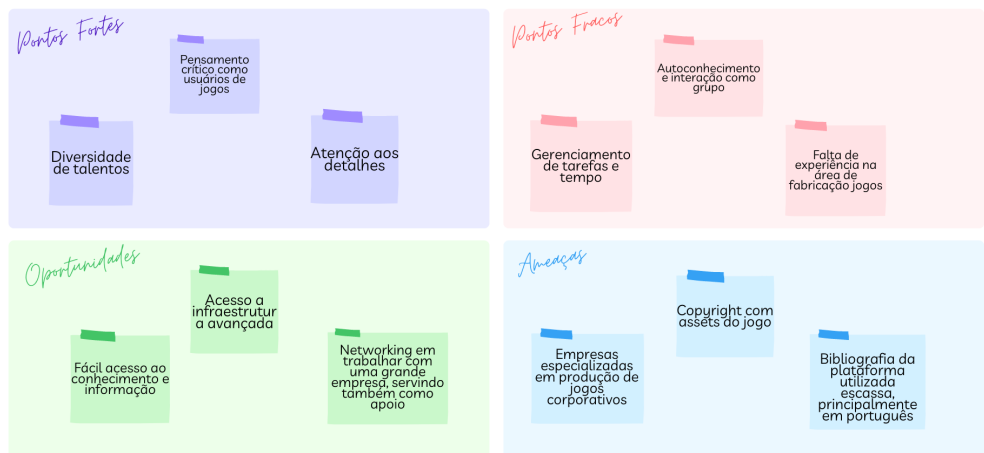 Pontos Fortes
Pensamento
crítico como
usuários de
jogos
Diversidade
de talentos
Atenção aos
detalhes
Pontos Fracos
Autoconhecimento
e interação como
grupo
Gerenciamento
de tarefas e
tempo
Falta de
experiência na
área de
fabricação jogos
Oportunidades
Acesso a
infraestrutur
a avançada
Fácil acesso ao
conhecimento e
informação
Networking em
trabalhar com
uma grande
empresa, servindo
também como
apoio
Ameaças
Copyright com
assets do jogo
Empresas
especializadas
em produção de
jogos
corporativos
Bibliografia da
plataforma
utilizada
escassa,
principalmente
em português